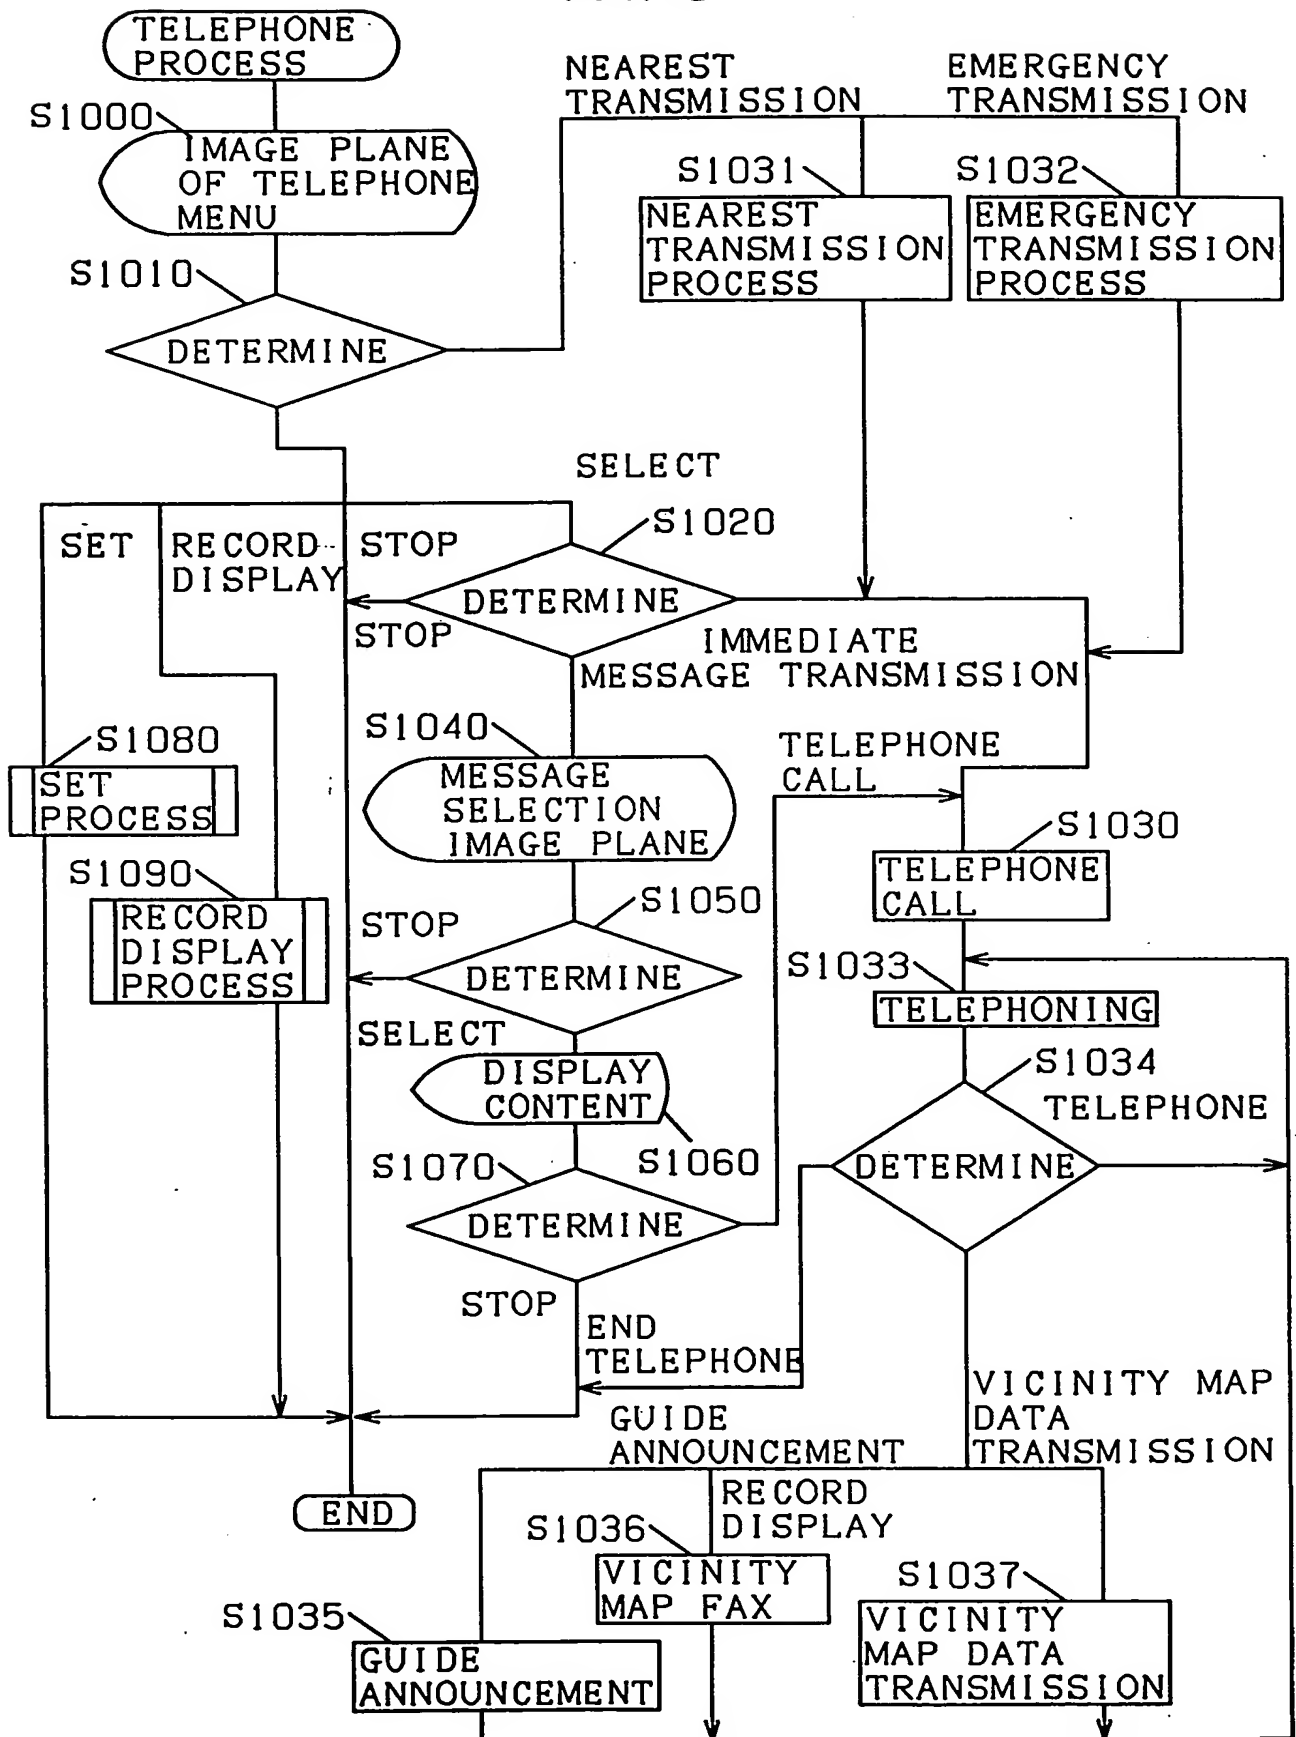 TELEPHONE
PROCESS
NEAREST
TRANSMISSION
EMERGENCY
TRANSMISSION
S1000
IMAGE PLANE
OF TELEPHONE
MENU
S1031
S1032
NEAREST
TRANSMISSION
PROCESS
EMERGENCY
TRANSMISSION
PROCESS
S1010
DETERMINE
SELECT
S1020
SET
RECORD
DISPLAY
STOP
DETERMINE
STOP
IMMEDIATE
MESSAGE TRANSMISSION
S1040
S1080
TELEPHONE
CALL
SET
PROCESS
MESSAGE
SELECTION
IMAGE PLANE
S1030
TELEPHONE
CALL
S1090
RECORD
DISPLAY
PROCESS
S1050
STOP
DETERMINE
S1033
TELEPHONING
SELECT
DISPLAY
CONTENT
S1034
TELEPHONE
S1070
S1060
DETERMINE
DETERMINE
STOP
END
TELEPHONE
GUIDE
ANNOUNCEMENT
VICINITY MAP
DATA
TRANSMISSION
END
RECORD
DISPLAY
S1036
VICINITY
MAP FAX
S1037
VICINITY
MAP DATA
TRANSMISSION
S1035
GUIDE
ANNOUNCEMENT